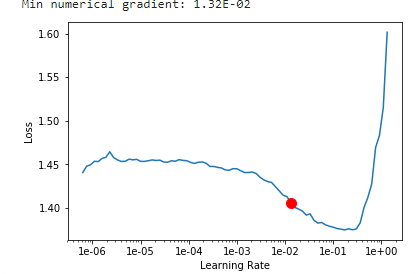 Min numerical gradient: 1.32E-02
1.60
1.55
1.50
1.45
1.40
Loss
1e-06 1e-05 1e-04 1e-03 1e-02 1e-01 1e+00
Learning Rate